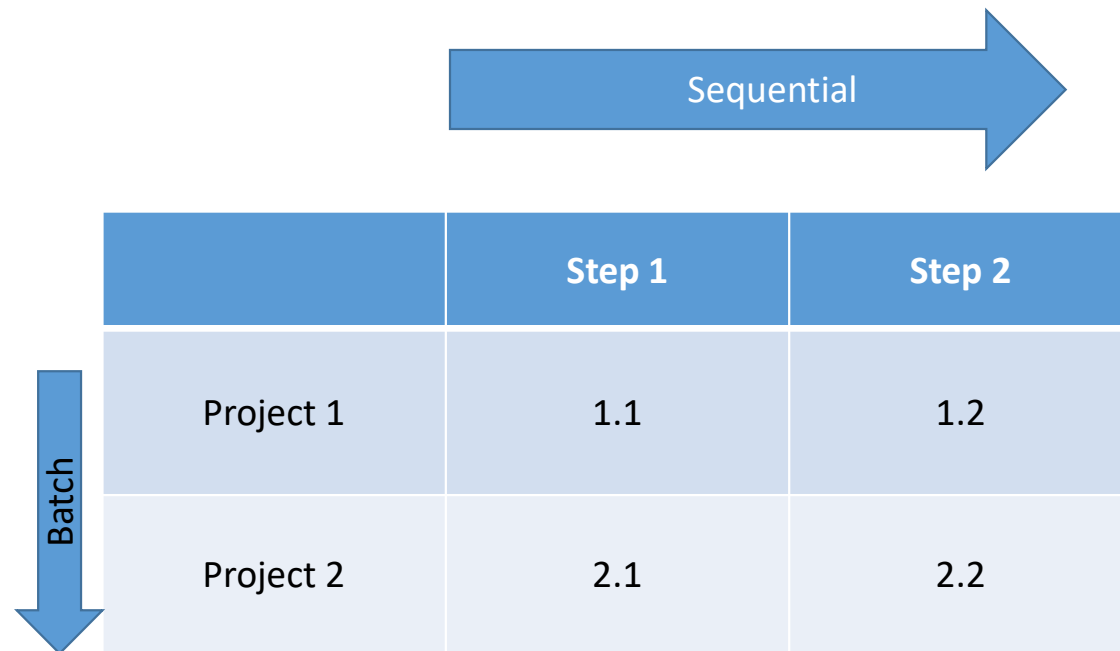 Sequential
Step 1 Step 2
Project 1 1.1 1.2
Batch
Project 2 2.1 2.2